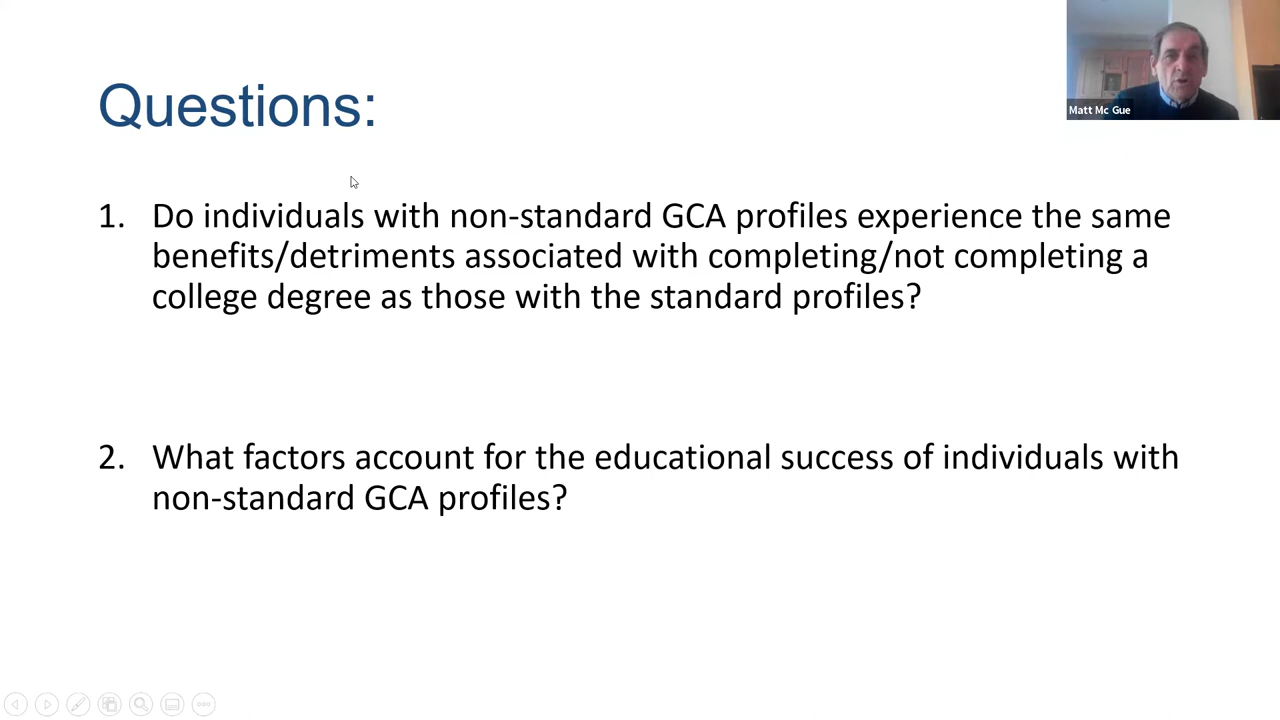 Matt Mc Gue
Questions:
1. Do individuals with non-standard GCA profiles experience the same
benefits/detriments associated with completing/not completing a
college degree as those with the standard profiles?
2. What factors account for the educational success of individuals with
non-standard GCA profiles?